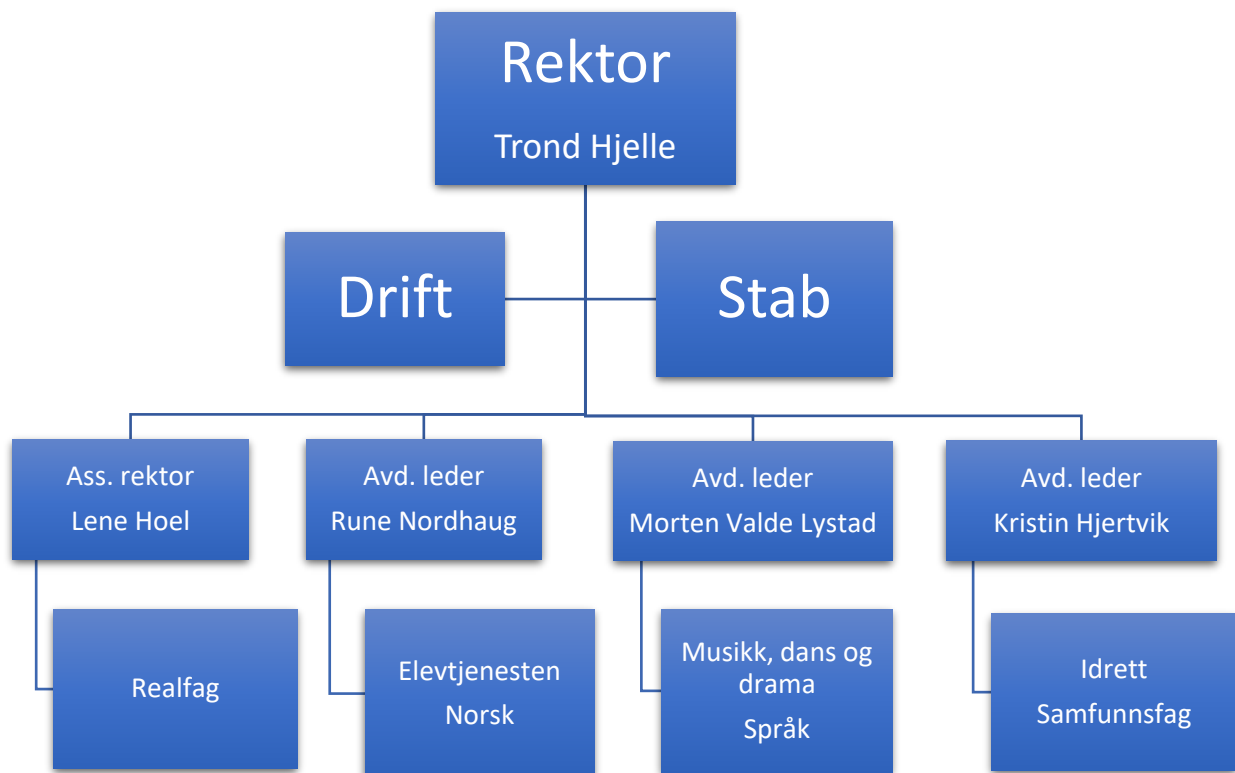 Rektor
Trond Hjelle
Drift
Stab
Ass. rektor
Lene Hoel
Avd. leder
Rune Nordhaug
Avd. leder
Morten Valde Lystad
Avd. leder
Kristin Hjertvik
Realfag
Elevtjenesten
Norsk
Musikk, dans og
drama
Språk
Idrett
Samfunnsfag